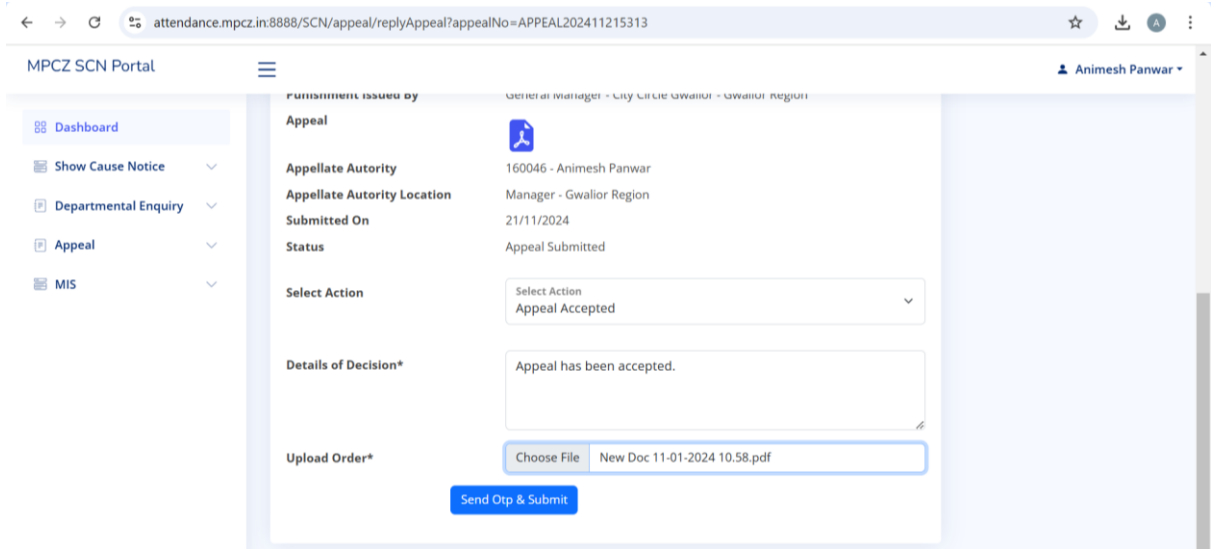 attendance.mpcz.in:8888/SCN/appeal/replyAppeal?appealNo=APPEAL202411215313
A
MPCZ SCN Portal
Animesh Panwar
Punishment Issued By General Manager - City Circle Gwalior - Gwalior Region
Dashboard
Appeal
Show Cause Notice
Appellate Autority 160046 - Animesh Panwar
Appellate Autority Location Manager - Gwalior Region
Departmental Enquiry
Submitted On 21/11/2024
Appeal
Status Appeal Submitted
MIS
Select Action
Select Action
Appeal Accepted
Details of Decision*
Appeal has been accepted.
Upload Order*
Choose File New Doc 11-01-2024 10.58.pdf
Send Otp & Submit